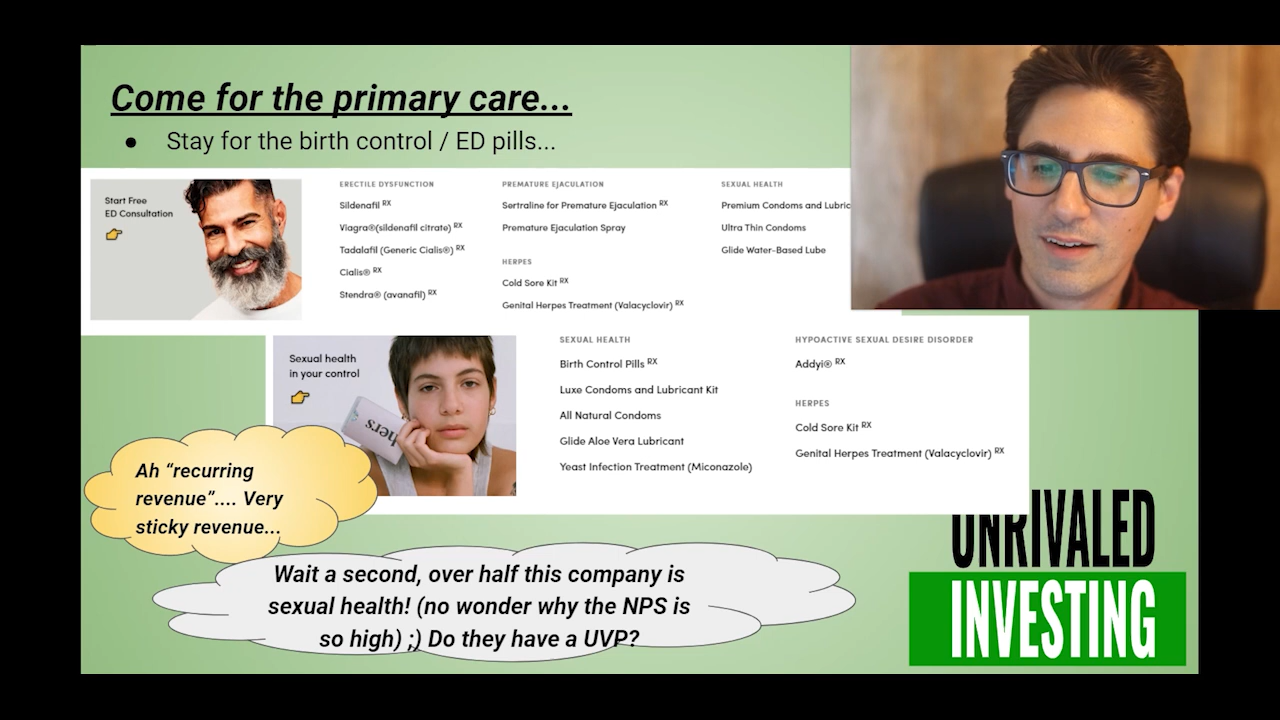 Come for the primary care...
● Stay for the birth control / ED pills...
Start Free
ED Consultation
ERECTILE DYSFUNCTION
Sildenafil RX
Viagra®(sildenafil citrate) RX
Tadalafil (Generic Cialis®) RX
Cialis® RX
Stendra® (avanafil) RX
PREMATURE EJACULATION
Sertraline for Premature Ejaculation RX
Premature Ejaculation Spray
HERPES
Cold Sore Kit RX
Genital Herpes Treatment (Valacyclovir) RX
SEXUAL HEALTH
Premium Condoms and Lubric
Ultra Thin Condoms
Glide Water-Based Lube
Sexual health
in your control
hers
SEXUAL HEALTH
Birth Control Pills RX
Luxe Condoms and Lubricant Kit
All Natural Condoms
Glide Aloe Vera Lubricant
Yeast Infection Treatment (Miconazole)
HYPOACTIVE SEXUAL DESIRE DISORDER
Addyi® RX
HERPES
Cold Sore Kit RX
Genital Herpes Treatment (Valacyclovir) RX
Ah “recurring
revenue”.... Very
sticky revenue...
Wait a second, over half this company is
sexual health! (no wonder why the NPS is
so high) ;) Do they have a UVP?
UNRIVALED
INVESTING